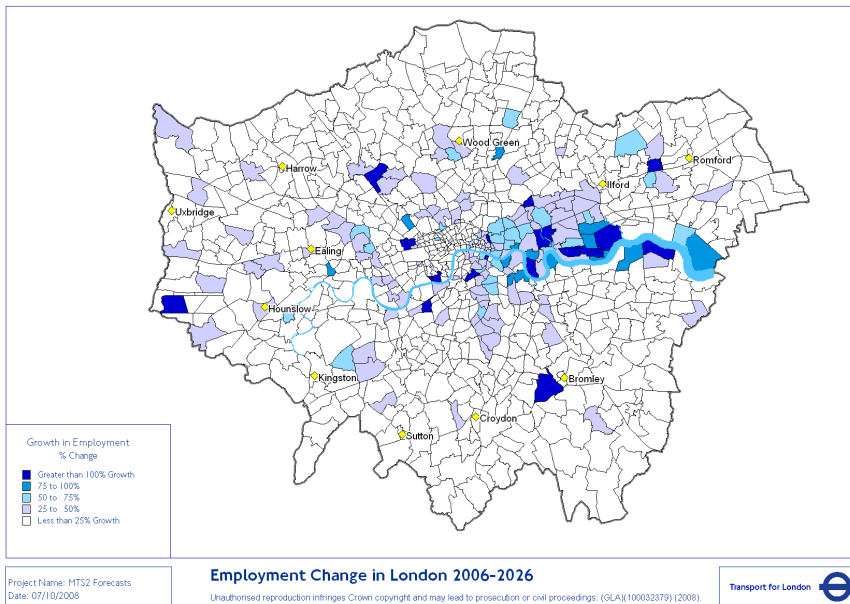 Wood Green
Romford
Harrow
Ilford
Uxbridge
Ealing
Hounslow
Kingston
Bromley
Croydon
Sutton
Growth in Employment
% Change
Greater than 100% Growth
75 to 100%
50 to 75%
25 to 50%
Less than 25% Growth
Project Name: MTS2 Forecasts
Date: 07/10/2008
Employment Change in London 2006-2026
Unauthorised reproduction infringes Crown copyright and may lead to prosecution or civil proceedings. (GLA)(100032379) (2008).
Transport for London